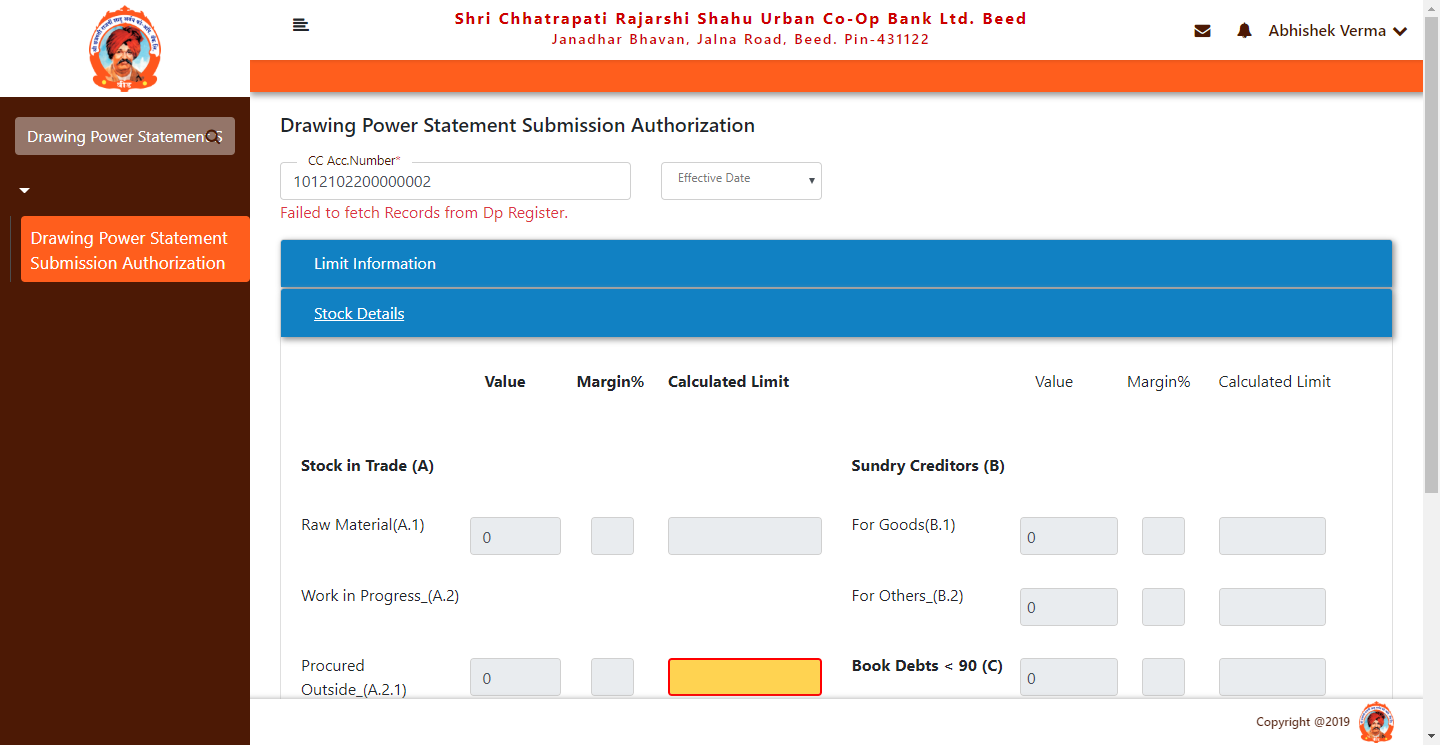 Shri Chhatrapati Rajarshi Shahu Urban Co-Op Bank Ltd. Beed
Janadhar Bhavan, Jalna Road, Beed. Pin-431122
Abhishek Verma
Drawing Power Statement S
Drawing Power Statement
Submission Authorization
Drawing Power Statement Submission Authorization
CC Acc.Number*
1012102200000002
Effective Date
Failed to fetch Records from Dp Register.
Limit Information
Stock Details
Value Margin% Calculated Limit Value Margin% Calculated Limit
Stock in Trade (A) Sundry Creditors (B)
Raw Material(A.1) 0 For Goods(B.1) 0
Work in Progress_(A.2) For Others_(B.2) 0
Procured
Outside_(A.2.1) 0 Book Debts < 90 (C) 0
Copyright @2019